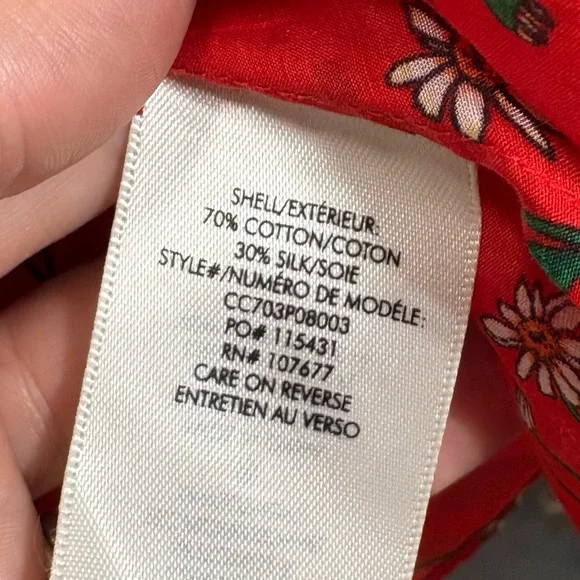 SHELL/EXTÉRIEUR:
70% COTTON/COTON
30% SILK/SOIE
STYLE#/NUMÉRO DE MODÉLE:
CC703P08003
PO# 115431
RN# 107677
CARE ON REVERSE
ENTRETIEN AU VERSO